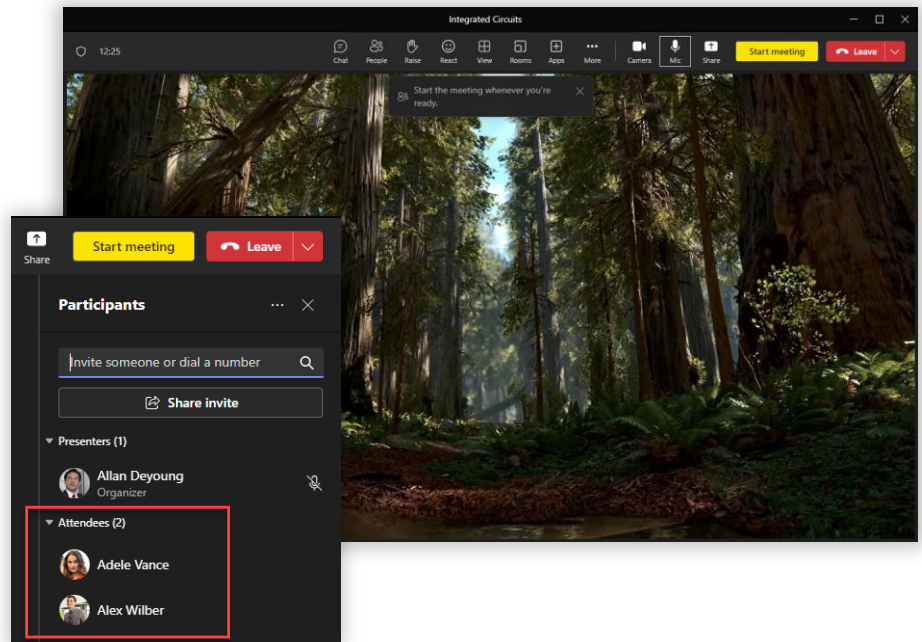 Integrated Circuits
12:25
Chat People Raise React View Rooms Apps More Camera Mic Share Start meeting Leave
Start the meeting whenever you're
ready.
Share Start meeting Leave
Participants
Invite someone or dial a number
Share invite
Presenters (1)
Allan Deyoung
Organizer
Attendees (2)
Adele Vance
Alex Wilber